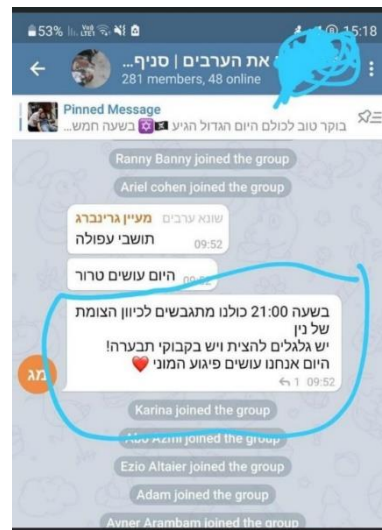 53% 15:18
את הערבים | סניף...
281 members, 48 online
Pinned Message
בוקר טוב לכולם היום הגדול הגיע 🏴✡️ בשעה חמש...
Ranny Banny joined the group
Ariel cohen joined the group
מעיין גרינברג שונא ערבים
תושבי עפולה
09:52
היום עושים טרור
בשעה 21:00 כולנו מתגבשים לכיוון הצומת
של נין
יש גלגלים להצית ויש בקבוקי תבערה!
היום אנחנו עושים פיגוע המוני ❤️
1 09:52
מג
Karina joined the group
Abo Azmi joined the group
Ezio Altaier joined the group
Adam joined the group
Avner Arambam joined the group